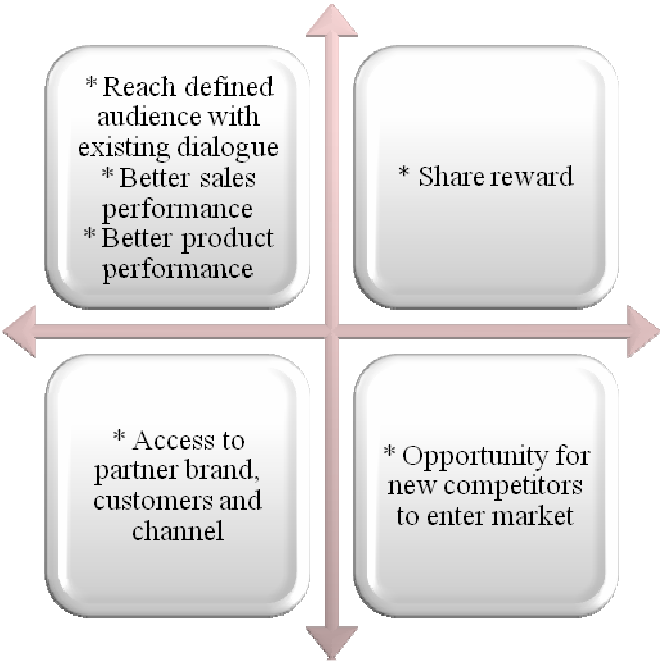 * Reach defined
audience with
existing dialogue
* Better sales
performance
* Better product
performance
* Share reward
* Access to
partner brand,
customers and
channel
* Opportunity for
new competitors
to enter market